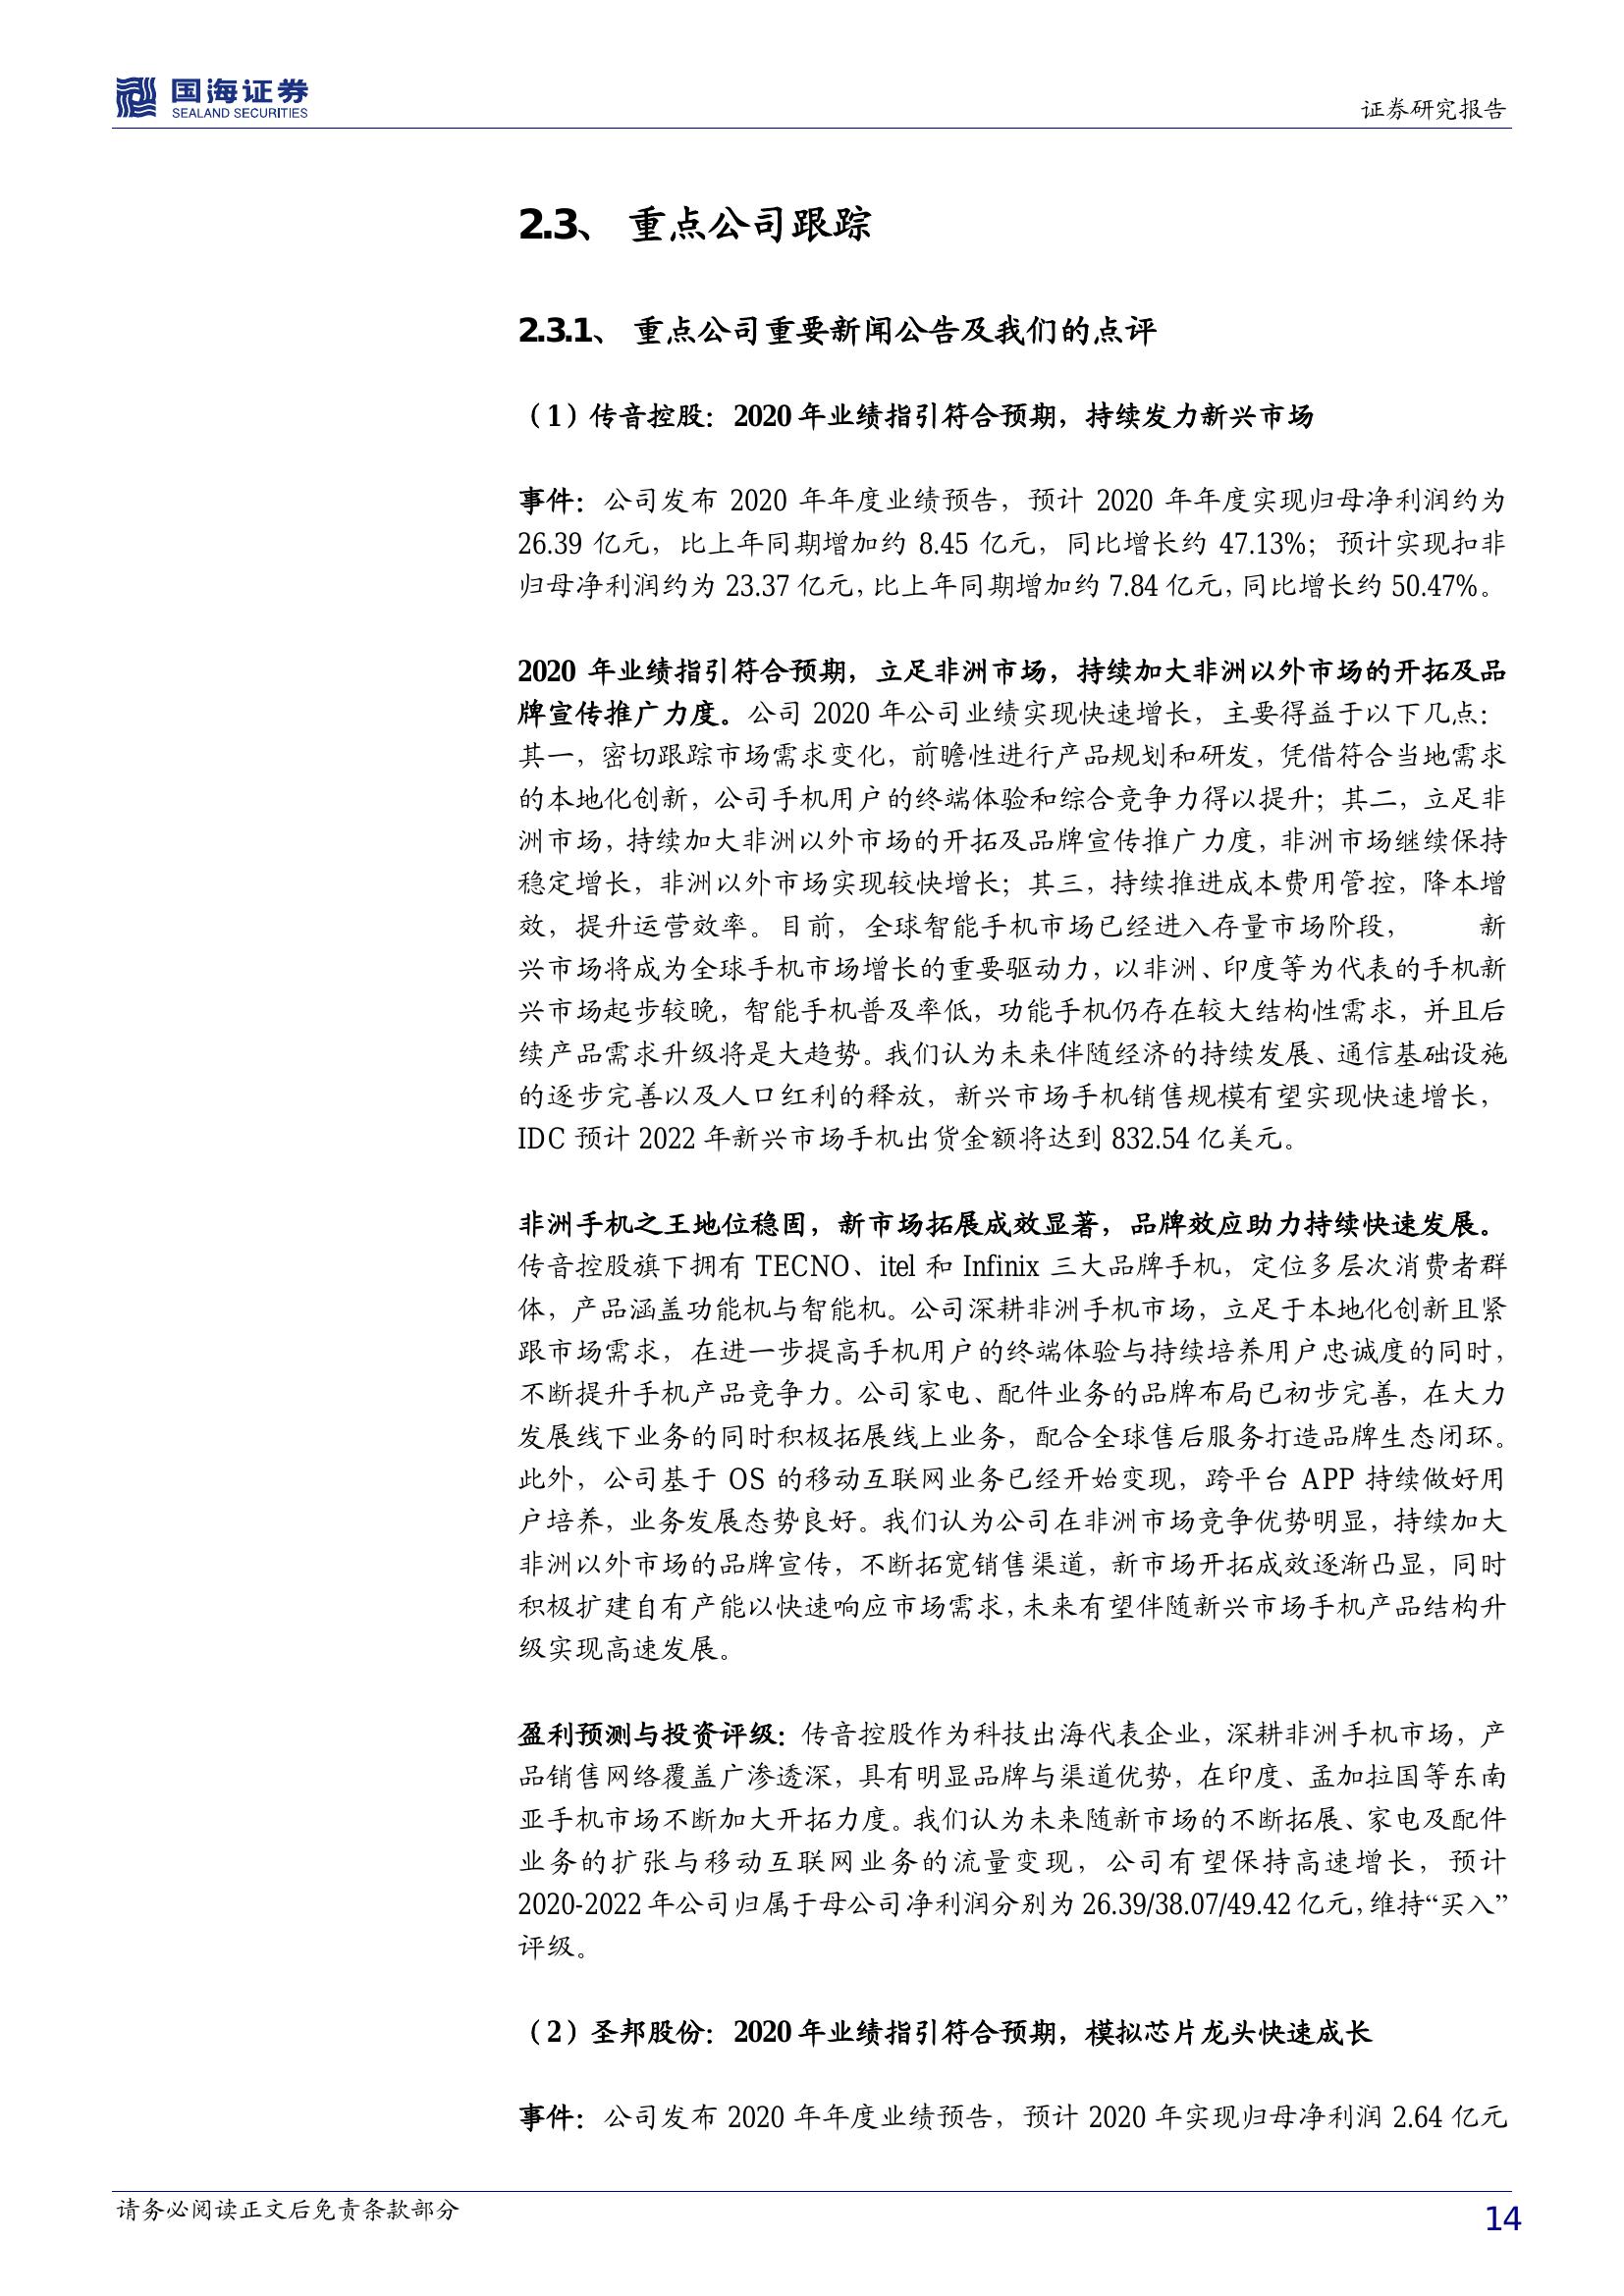 国海证券
SEALAND SECURITIES
证券研究报告
2.3、 重点公司跟踪
2.3.1、 重点公司重要新闻公告及我们的点评
（1）传音控股：2020 年业绩指引符合预期，持续发力新兴市场
事件：公司发布 2020 年年度业绩预告，预计 2020 年年度实现归母净利润约为
26.39 亿元，比上年同期增加约 8.45 亿元，同比增长约 47.13%；预计实现扣非
归母净利润约为 23.37 亿元，比上年同期增加约 7.84 亿元，同比增长约 50.47%。
2020 年业绩指引符合预期，立足非洲市场，持续加大非洲以外市场的开拓及品
牌宣传推广力度。公司 2020 年公司业绩实现快速增长，主要得益于以下几点：
其一，密切跟踪市场需求变化，前瞻性进行产品规划和研发，凭借符合当地需求
的本地化创新，公司手机用户的终端体验和综合竞争力得以提升；其二，立足非
洲市场，持续加大非洲以外市场的开拓及品牌宣传推广力度，非洲市场继续保持
稳定增长，非洲以外市场实现较快增长；其三，持续推进成本费用管控，降本增
效，提升运营效率。目前，全球智能手机市场已经进入存量市场阶段， 新
兴市场将成为全球手机市场增长的重要驱动力，以非洲、印度等为代表的手机新
兴市场起步较晚，智能手机普及率低，功能手机仍存在较大结构性需求，并且后
续产品需求升级将是大趋势。我们认为未来伴随经济的持续发展、通信基础设施
的逐步完善以及人口红利的释放，新兴市场手机销售规模有望实现快速增长，
IDC 预计 2022 年新兴市场手机出货金额将达到 832.54 亿美元。
非洲手机之王地位稳固，新市场拓展成效显著，品牌效应助力持续快速发展。
传音控股旗下拥有 TECNO、itel 和 Infinix 三大品牌手机，定位多层次消费者群
体，产品涵盖功能机与智能机。公司深耕非洲手机市场，立足于本地化创新且紧
跟市场需求，在进一步提高手机用户的终端体验与持续培养用户忠诚度的同时，
不断提升手机产品竞争力。公司家电、配件业务的品牌布局已初步完善，在大力
发展线下业务的同时积极拓展线上业务，配合全球售后服务打造品牌生态闭环。
此外，公司基于 OS 的移动互联网业务已经开始变现，跨平台 APP 持续做好用
户培养，业务发展态势良好。我们认为公司在非洲市场竞争优势明显，持续加大
非洲以外市场的品牌宣传，不断拓宽销售渠道，新市场开拓成效逐渐凸显，同时
积极扩建自有产能以快速响应市场需求，未来有望伴随新兴市场手机产品结构升
级实现高速发展。
盈利预测与投资评级：传音控股作为科技出海代表企业，深耕非洲手机市场，产
品销售网络覆盖广渗透深，具有明显品牌与渠道优势，在印度、孟加拉国等东南
亚手机市场不断加大开拓力度。我们认为未来随新市场的不断拓展、家电及配件
业务的扩张与移动互联网业务的流量变现，公司有望保持高速增长，预计
2020-2022 年公司归属于母公司净利润分别为 26.39/38.07/49.42 亿元，维持“买入”
评级。
（2）圣邦股份：2020 年业绩指引符合预期，模拟芯片龙头快速成长
事件：公司发布 2020 年年度业绩预告，预计 2020 年实现归母净利润 2.64 亿元
请务必阅读正文后免责条款部分
14